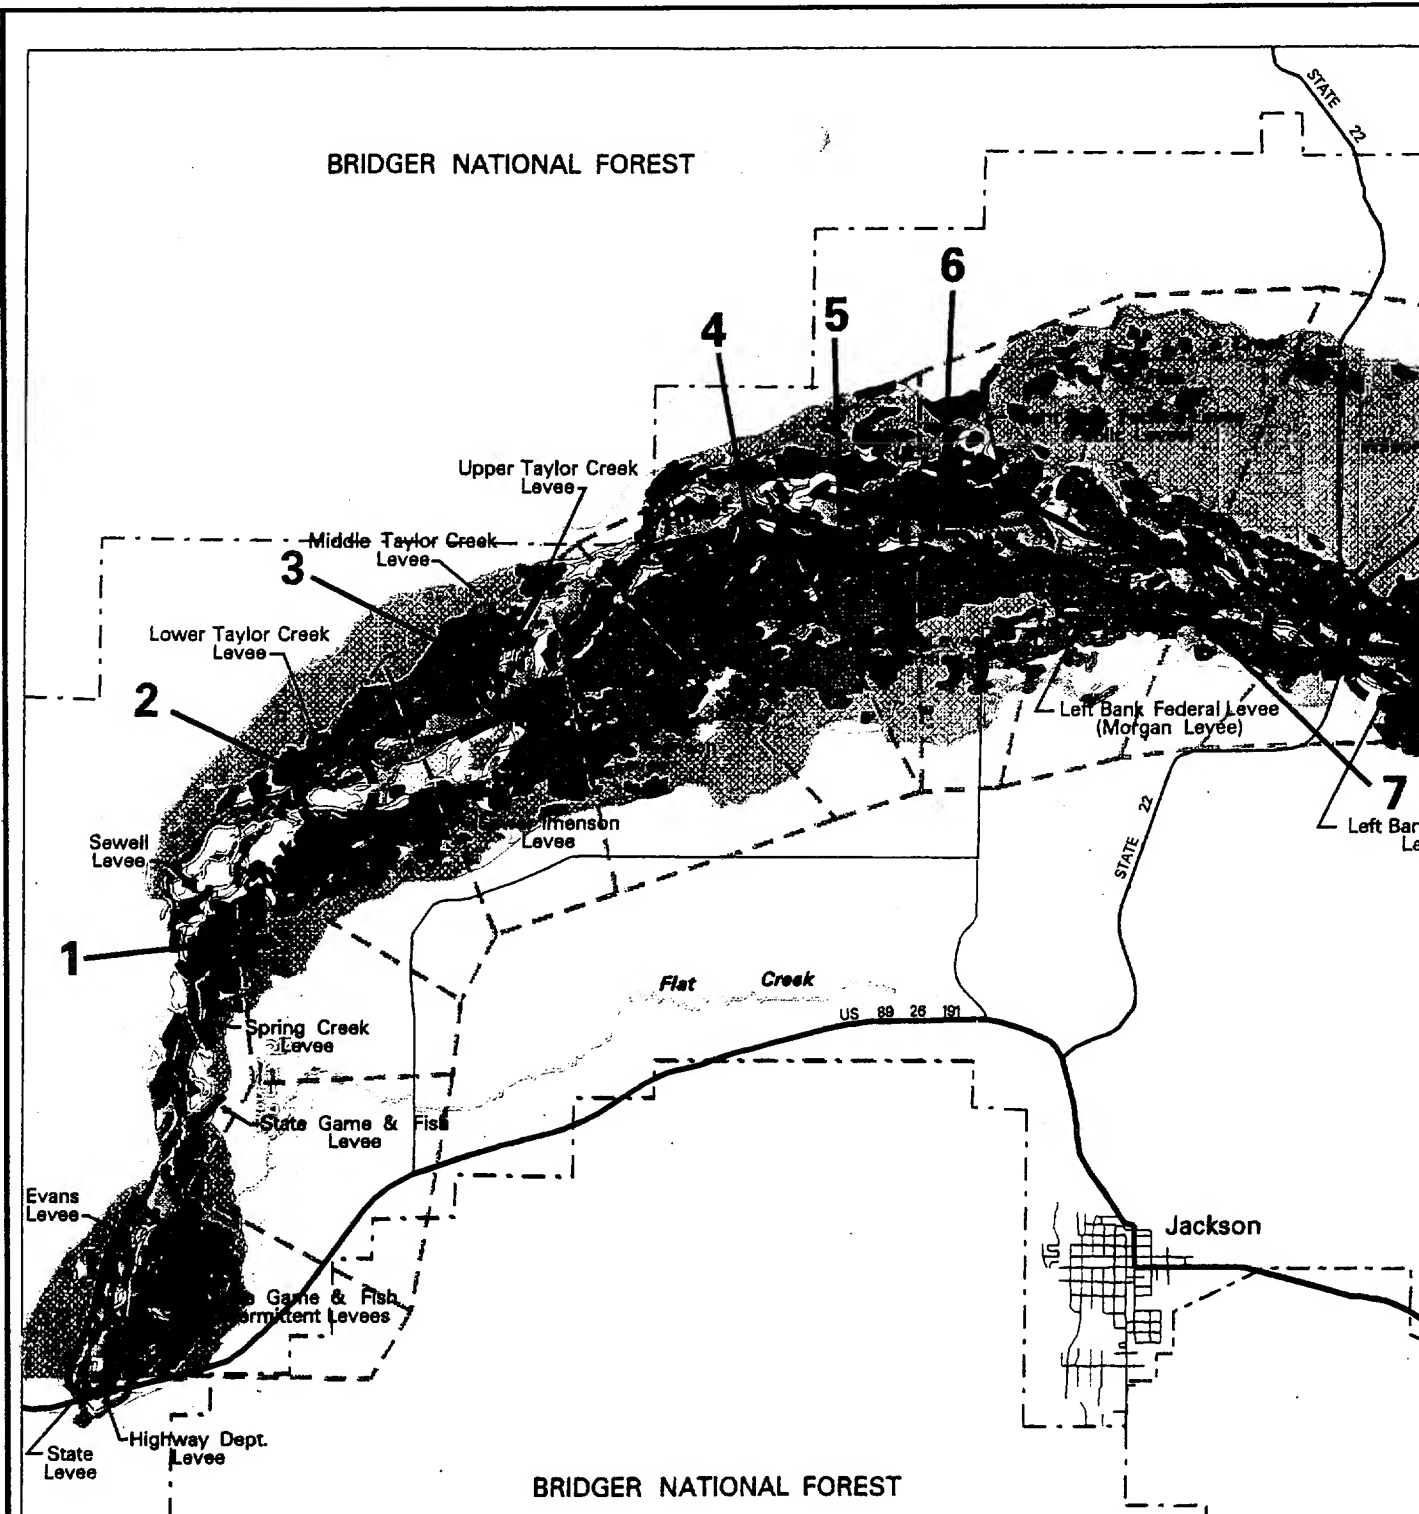 STATE 22
BRIDGER NATIONAL FOREST
6
5
4
Upper Taylor Creek
Levee
Middle Taylor Creek
Levee
3
Lower Taylor Creek
Levee
2
Left Bank Federal Levee
(Morgan Levee)
7
STATE 22
Imenson
Levee
Sewell
Levee
1
Flat Creek
US 89 26 191
Spring Creek
Levee
State Game & Fish
Levee
Evans
Levee
Jackson
Game & Fish
Levees
Highway Dept.
Levee
State
Levee
BRIDGER NATIONAL FOREST